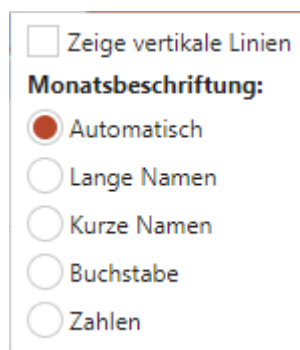 Zeige vertikale Linien
Monatsbeschriftung:
Automatisch
Lange Namen
Kurze Namen
Buchstabe
Zahlen